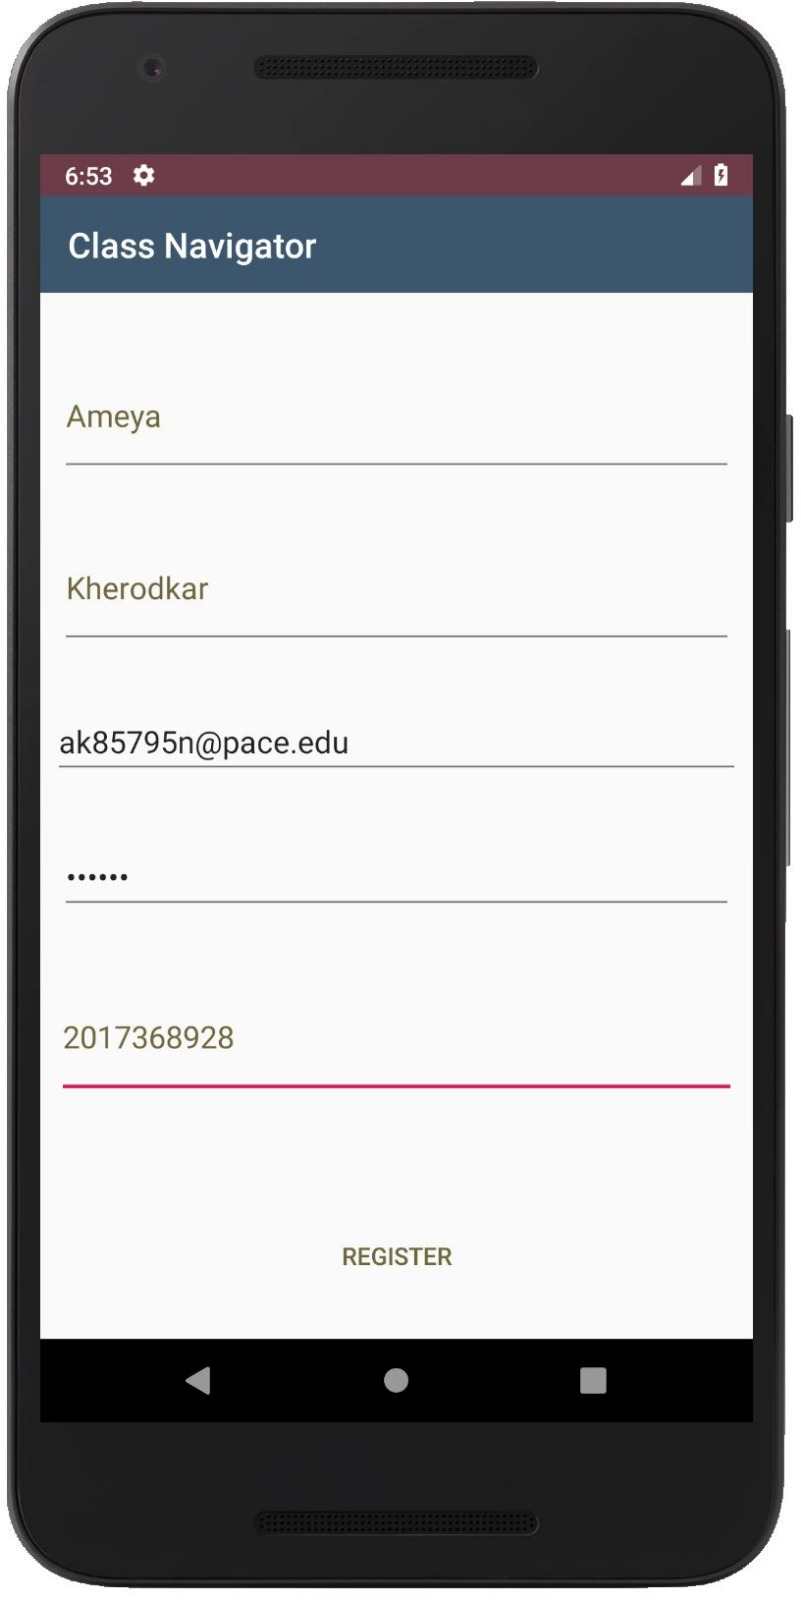 6:53
Class Navigator
Ameya
Kherodkar
ak85795n@pace.edu
••••••
2017368928
REGISTER